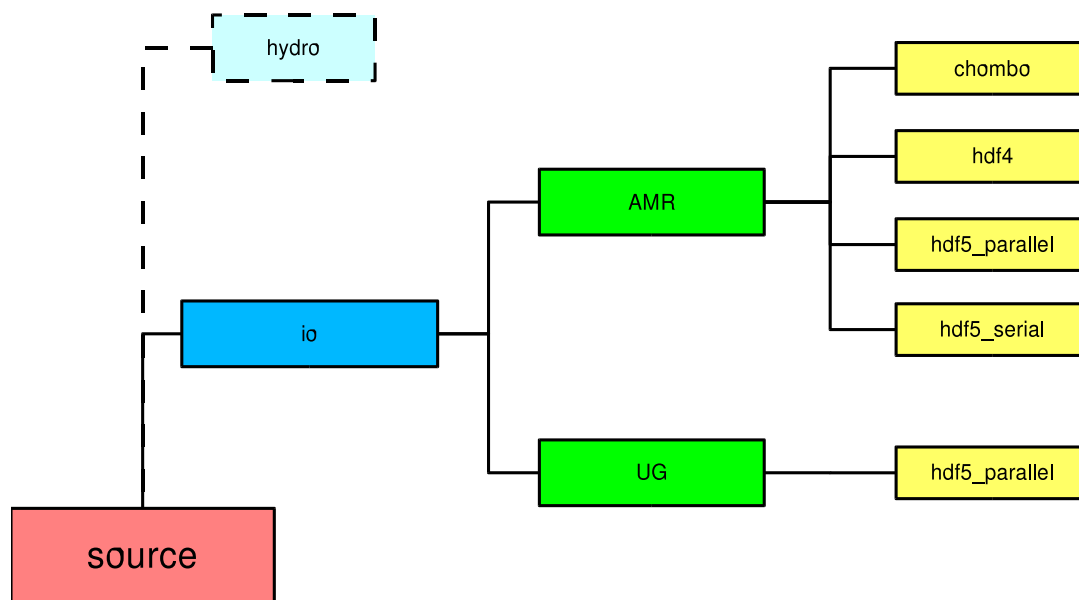 hydro
chombo
hdf4
AMR
hdf5_parallel
io
hdf5_serial
UG
hdf5_parallel
source